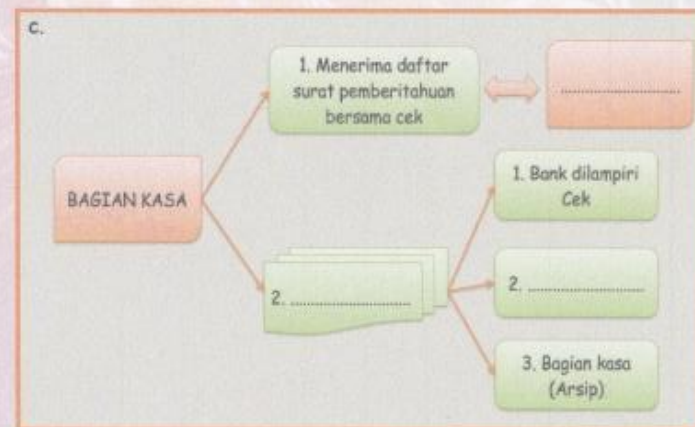 c.
1. Menerima daftar
surat pemberitahuan
bersama cek
..............................
BAGIAN KASA
1. Bank dilampiri
Cek
2. ..............................
2. ..............................
3. Bagian kasa
(Arsip)